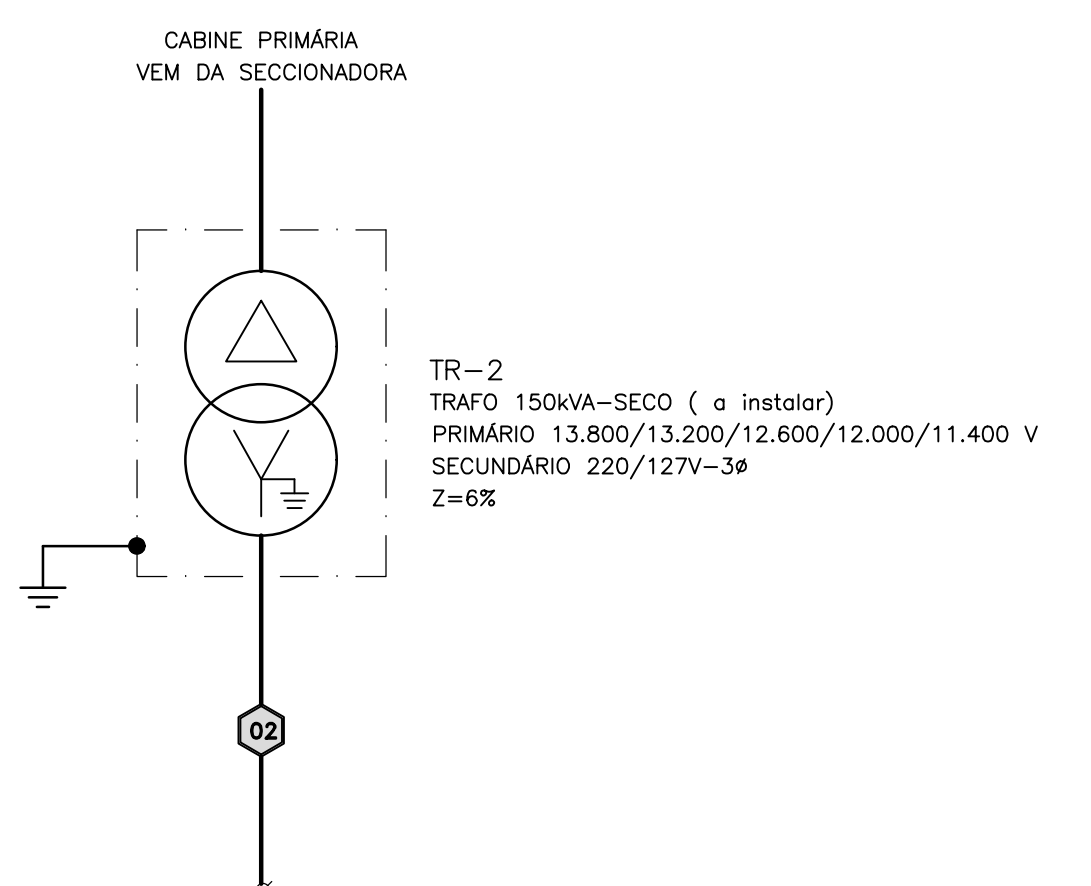 CABINE PRIMÁRIA
VEM DA SECCIONADORA
TR-2
TRAFO 150kVA-SECO ( a instalar)
PRIMÁRIO 13.800/13.200/12.600/12.000/11.400 V
SECUNDÁRIO 220/127V-3ø
Z=6%
02